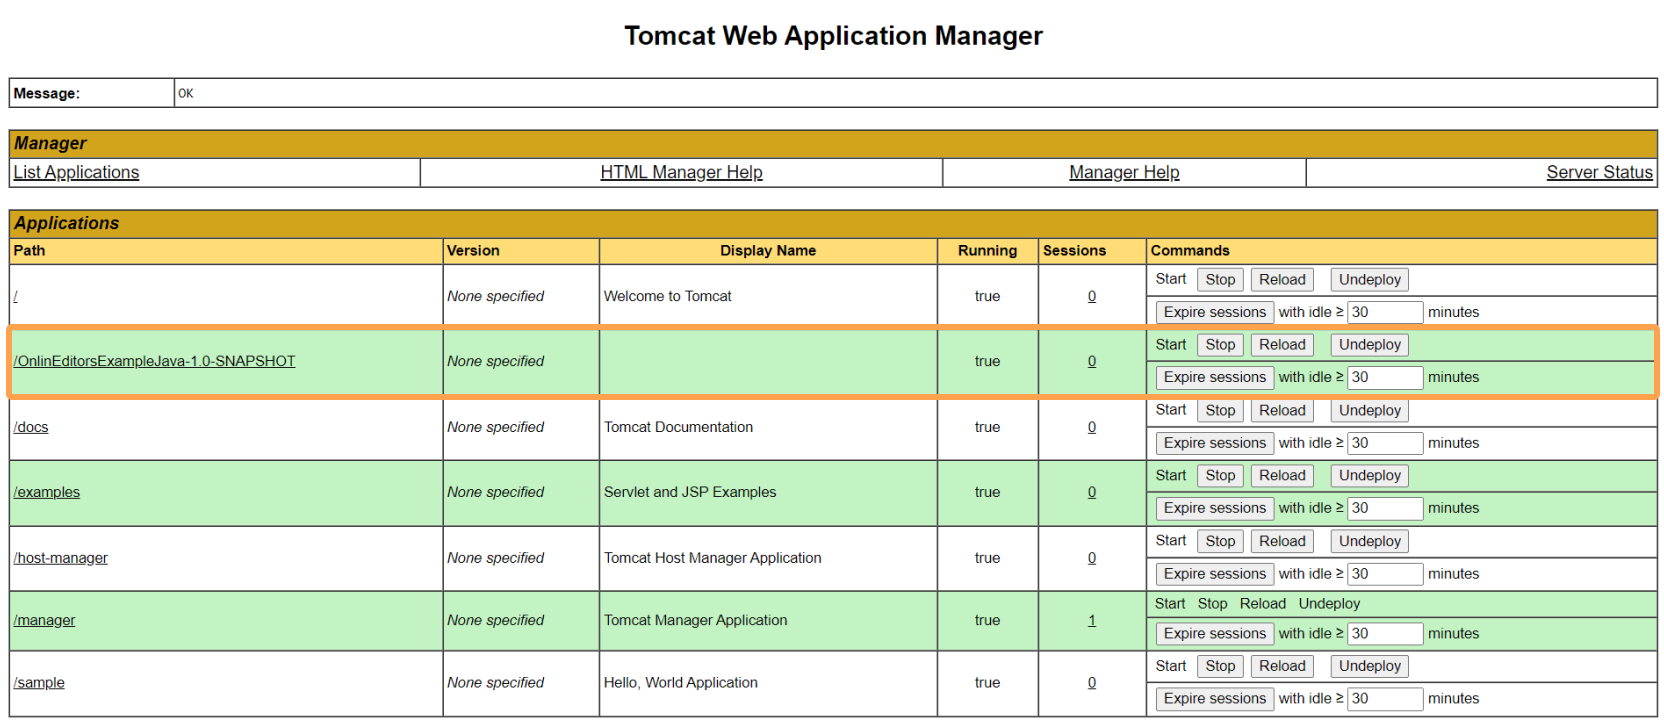 Tomcat Web Application Manager
Message: OK
Manager
List Applications HTML Manager Help Manager Help Server Status
Applications
Path Version Display Name Running Sessions Commands
/ None specified Welcome to Tomcat true 0 Start Stop Reload Undeploy
Expire sessions with idle ≥ 30 minutes
/OnlinEditorsExampleJava-1.0-SNAPSHOT None specified true 0 Start Stop Reload Undeploy
Expire sessions with idle ≥ 30 minutes
/docs None specified Tomcat Documentation true 0 Start Stop Reload Undeploy
Expire sessions with idle ≥ 30 minutes
/examples None specified Servlet and JSP Examples true 0 Start Stop Reload Undeploy
Expire sessions with idle ≥ 30 minutes
/host-manager None specified Tomcat Host Manager Application true 0 Start Stop Reload Undeploy
Expire sessions with idle ≥ 30 minutes
/manager None specified Tomcat Manager Application true 1 Start Stop Reload Undeploy
Expire sessions with idle ≥ 30 minutes
/sample None specified Hello, World Application true 0 Start Stop Reload Undeploy
Expire sessions with idle ≥ 30 minutes